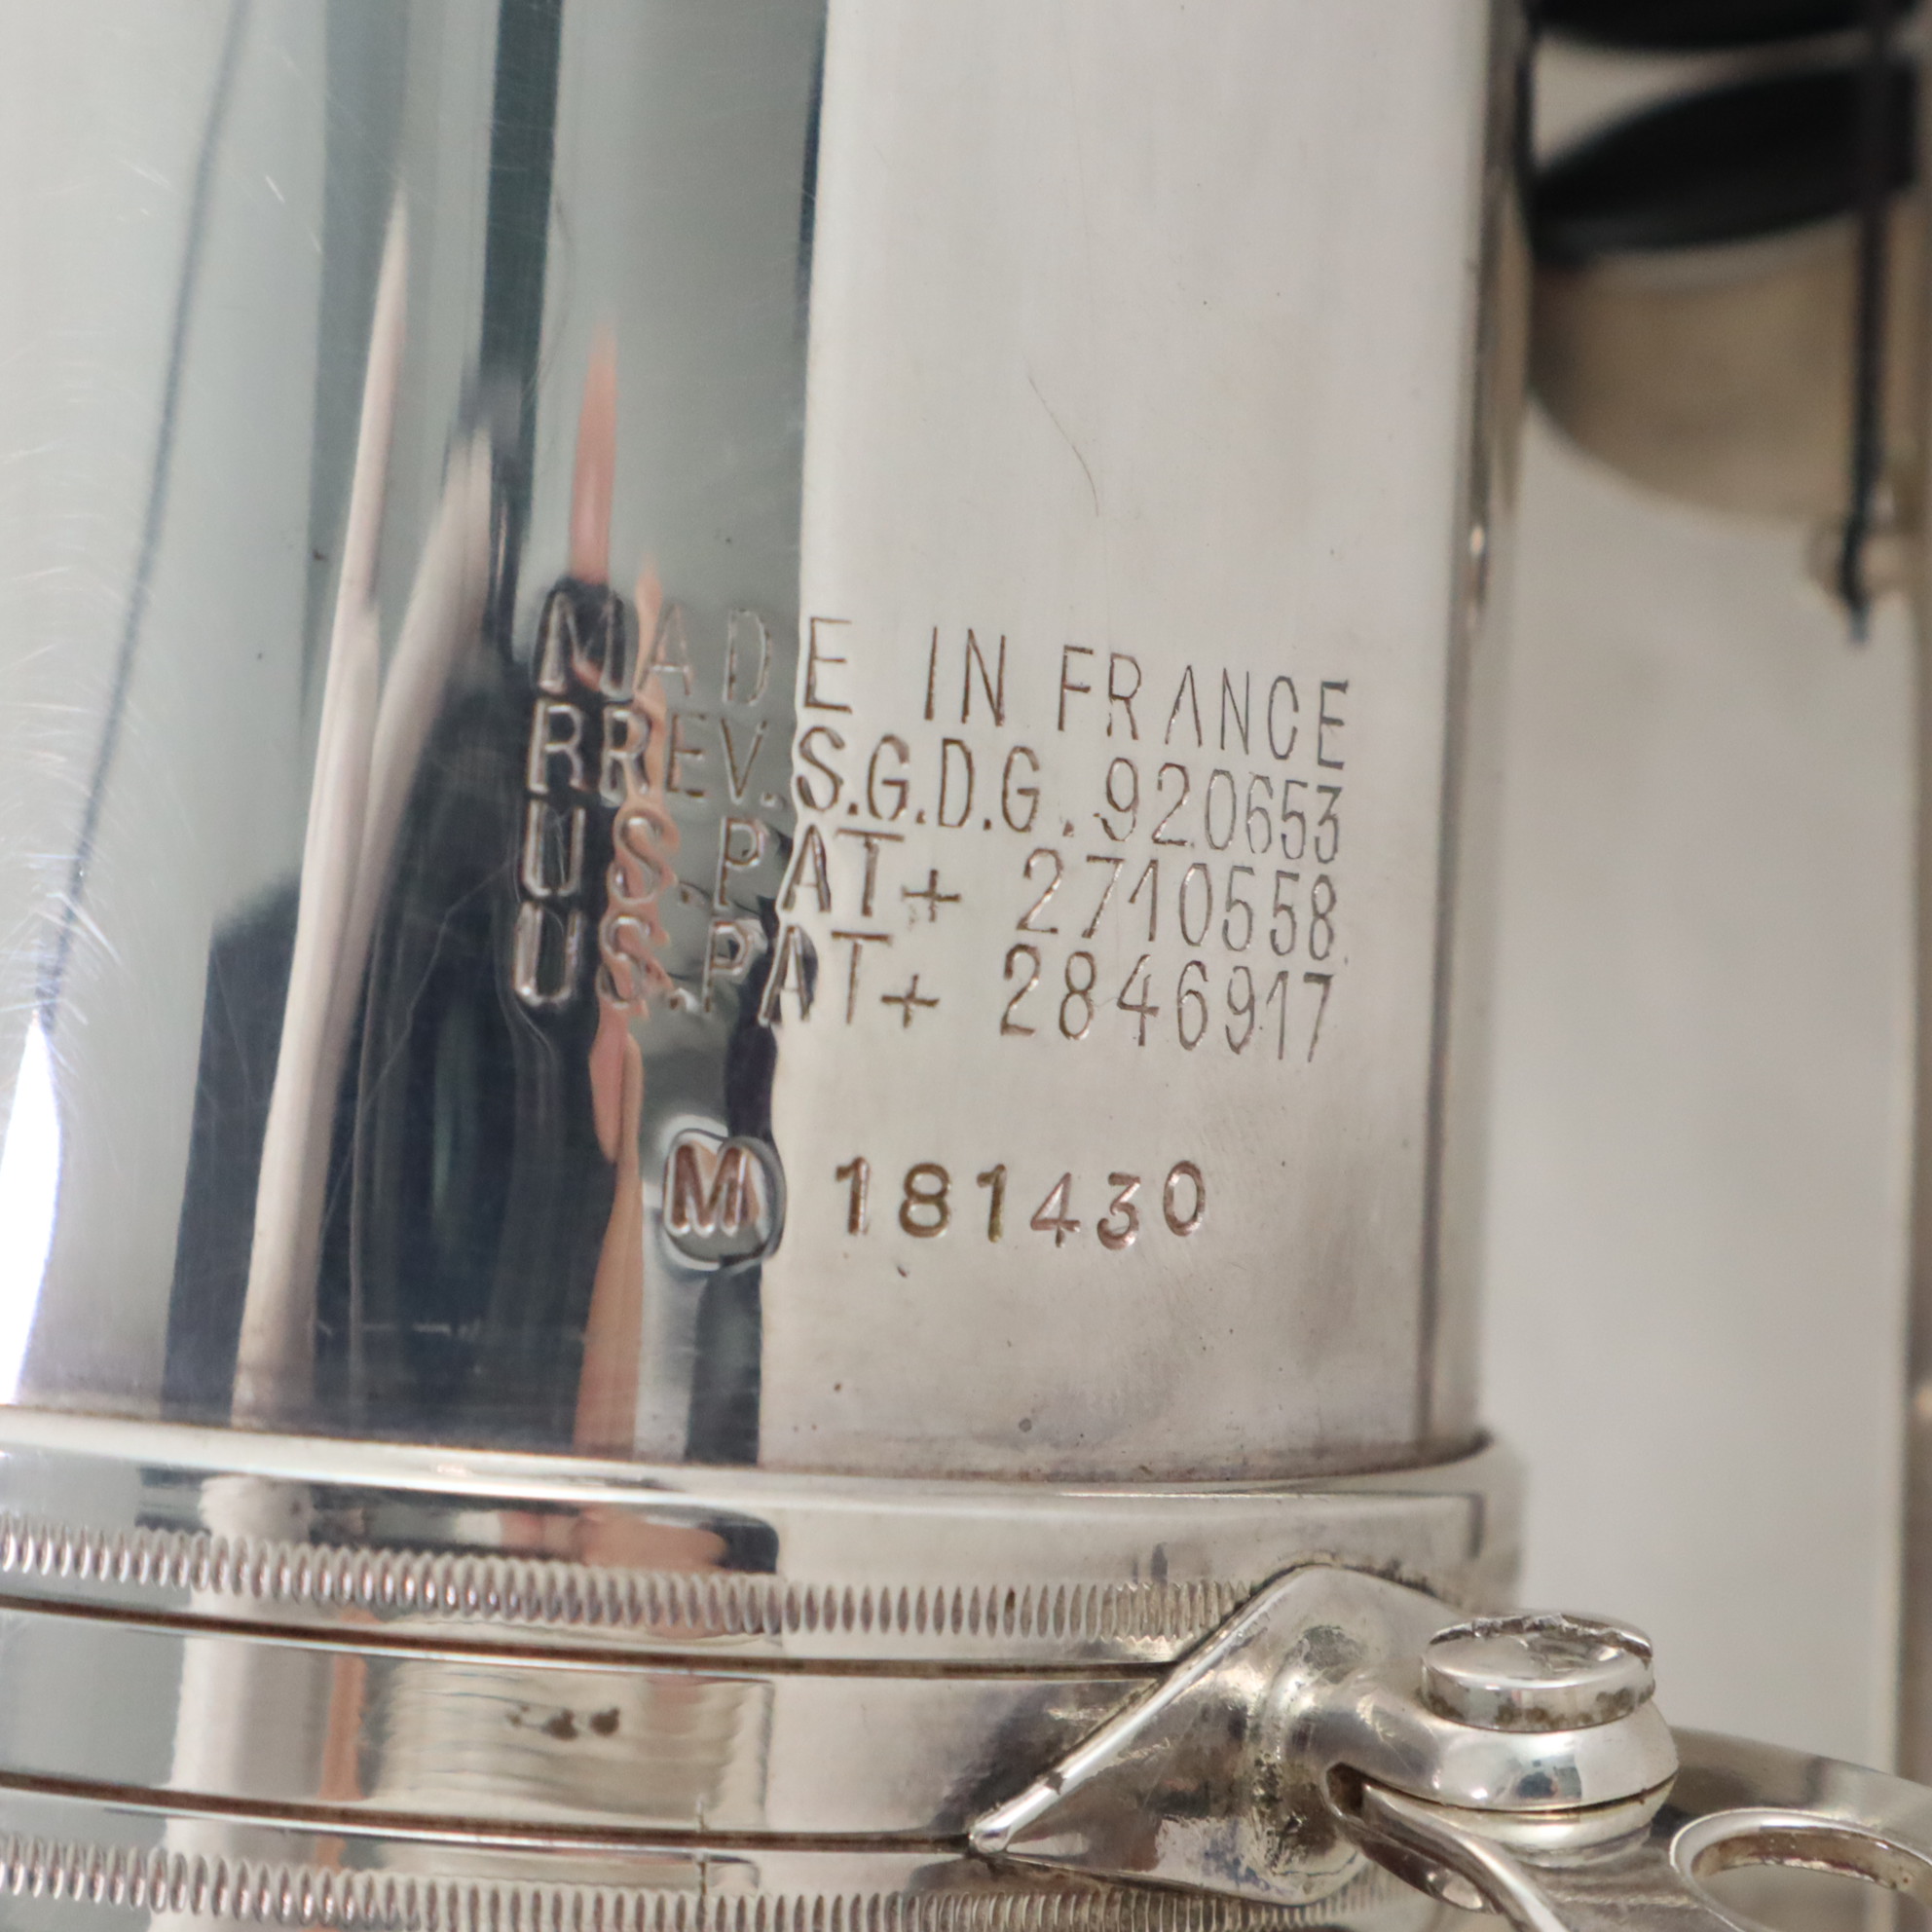 MADE IN FRANCE
BREV.S.G.D.G.920653
U S.PAT+ 2710558
U S.PAT+ 2846917
M 181430